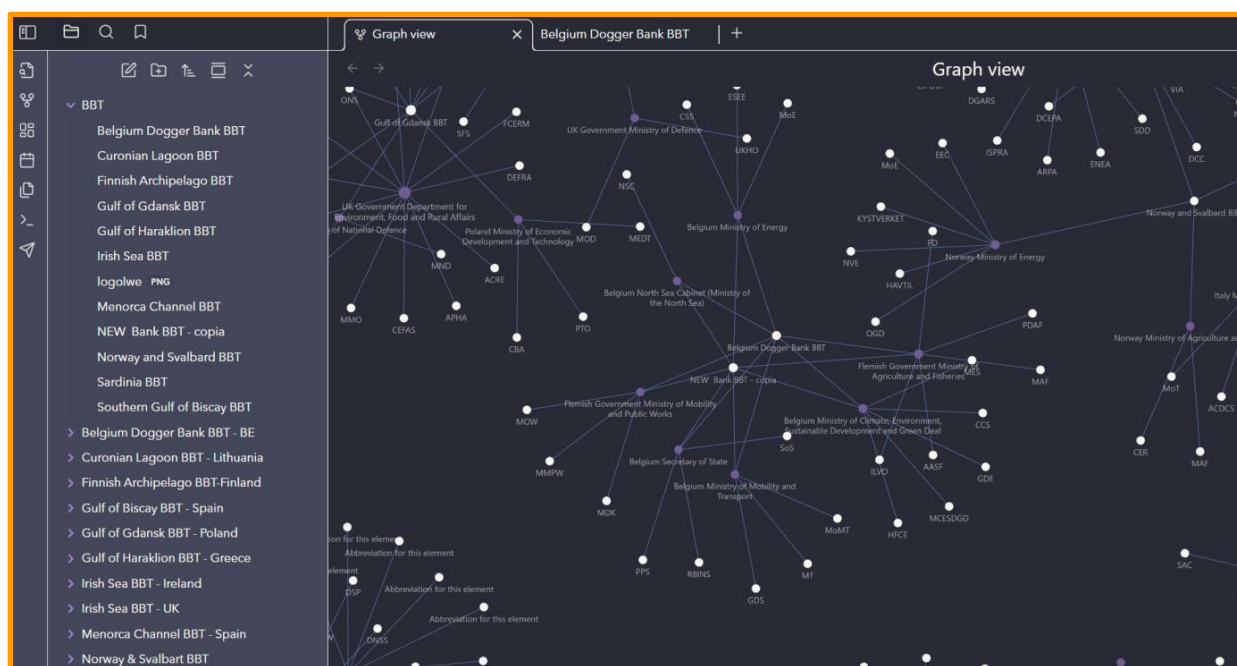 Graph view
Belgium Dogger Bank BBT
Graph view
BBT
Belgium Dogger Bank BBT
Curonian Lagoon BBT
Finnish Archipelago BBT
Gulf of Gdansk BBT
Gulf of Haraklion BBT
Irish Sea BBT
logolwe PNG
Menorca Channel BBT
NEW Bank BBT - copia
Norway and Svalbard BBT
Sardinia BBT
Southern Gulf of Biscay BBT
Belgium Dogger Bank BBT - BE
Curonian Lagoon BBT - Lithuania
Finnish Archipelago BBT-Finland
Gulf of Biscay BBT - Spain
Gulf of Gdansk BBT - Poland
Gulf of Haraklion BBT - Greece
Irish Sea BBT - Ireland
Irish Sea BBT - UK
Menorca Channel BBT - Spain
Norway & Svalbart BBT
ONS
ESEE
DGARS
VIA
Gulf of Gdansk BBT
SFS
FCERM
CSS
MoE
UK Government Ministry of Defence
UKHO
DCEPA
SDD
ISPRA
ARPA
ENEA
DCC
EEC
MoE
DEFRA
NSC
UK Government Department for
Environment, Food and Rural Affairs
of National Defence
Poland Ministry of Economic
Development and Technology
MOD
MEDT
Belgium Ministry of Energy
KYSTVERKET
FD
Norway and Svalbard BB
Norway Ministry of Energy
NVE
HAVTIL
MND
ACRE
Belgium North Sea Cabinet (Ministry of
the North Sea)
Italy M
MMO
CEFAS
APHA
PTO
CBA
OGD
PDAF
Belgium Dogger Bank BBT
Norway Ministry of Agriculture a
Flemish Government Ministry of
Agriculture and Fisheries
MES
MAF
NEW Bank BBT - copia
MoT
Flemish Government Ministry of Mobility
and Public Works
MOW
Belgium Ministry of Climate, Environment,
Sustainable Development and Green Deal
CCS
ACDCS
SoS
CER
MAF
MMPW
Belgium Secretary of State
ILVO
AASF
GDE
Belgium Ministry of Mobility and
Transport
MDK
MoMT
HFCE
MCESDGD
ion for this element
Abbreviation for this element
PPS
RBINS
MT
SAC
element
DSP
Abbreviation for this element
GDS
Abbreviation for this element
DNSS